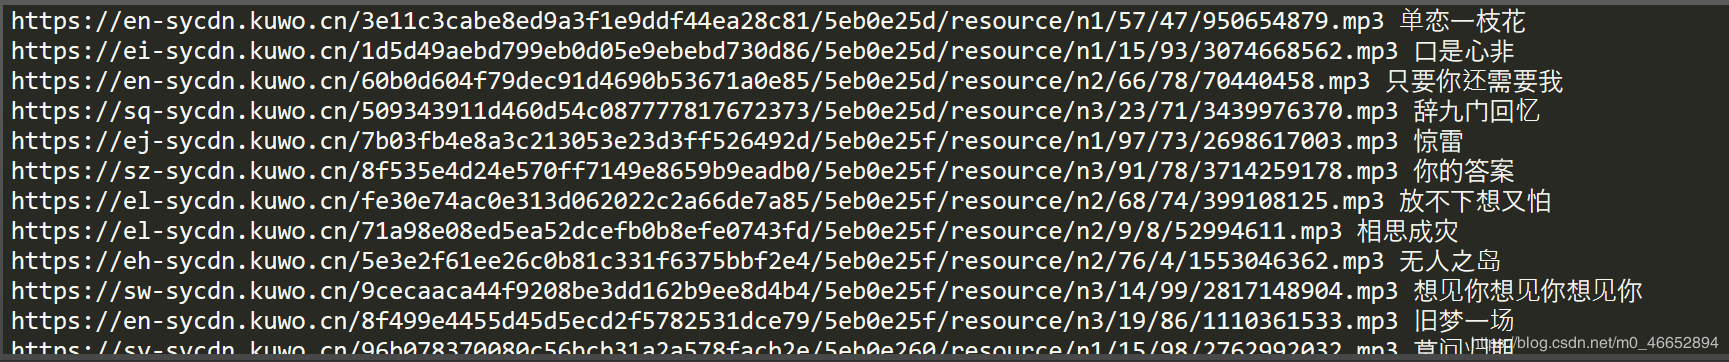 https://en-sycdn.kuwo.cn/3e11c3cabe8ed9a3f1e9ddf44ea28c81/5eb0e25d/resource/n1/57/47/950654879.mp3 单恋一枝花
https://ei-sycdn.kuwo.cn/1d5d49aebd799eb0d05e9ebebd730d86/5eb0e25d/resource/n1/15/93/3074668562.mp3 口是心非
https://en-sycdn.kuwo.cn/60b0d604f79dec91d4690b53671a0e85/5eb0e25d/resource/n2/66/78/70440458.mp3 只要你还需要我
https://sq-sycdn.kuwo.cn/509343911d460d54c087777817672373/5eb0e25d/resource/n3/23/71/3439976370.mp3 辞九门回忆
https://ej-sycdn.kuwo.cn/7b03fb4e8a3c213053e23d3ff526492d/5eb0e25f/resource/n1/97/73/2698617003.mp3 惊雷
https://sz-sycdn.kuwo.cn/8f535e4d24e570ff7149e8659b9eadb0/5eb0e25f/resource/n3/91/78/3714259178.mp3 你的答案
https://el-sycdn.kuwo.cn/fe30e74ac0e313d062022c2a66de7a85/5eb0e25f/resource/n2/68/74/399108125.mp3 放不下想又怕
https://el-sycdn.kuwo.cn/71a98e08ed5ea52dcefb0b8efe0743fd/5eb0e25f/resource/n2/9/8/52994611.mp3 相思成灾
https://eh-sycdn.kuwo.cn/5e3e2f61ee26c0b81c331f6375bbf2e4/5eb0e25f/resource/n2/76/4/1553046362.mp3 无人之岛
https://sw-sycdn.kuwo.cn/9cecaaca44f9208be3dd162b9ee8d4b4/5eb0e25f/resource/n3/14/99/2817148904.mp3 想见你想见你想见你
https://en-sycdn.kuwo.cn/8f499e4455d45d5ecd2f5782531dce79/5eb0e25f/resource/n3/19/86/1110361533.mp3 旧梦一场
https://blog.csdn.net/m0_46652894